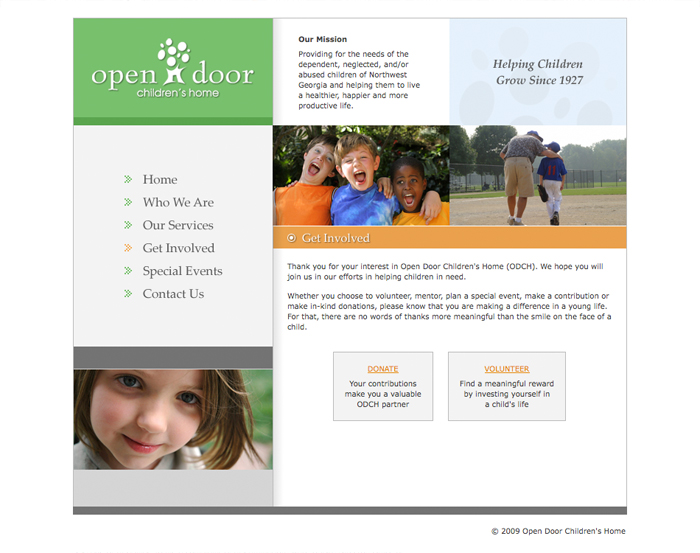 open door
children's home
Our Mission
Providing for the needs of the
dependent, neglected, and/or
abused children of Northwest
Georgia and helping them to live
a healthier, happier and more
productive life.
Helping Children
Grow Since 1927
Home
Who We Are
Our Services
Get Involved
Special Events
Contact Us
Get Involved
Thank you for your interest in Open Door Children's Home (ODCH). We hope you will
join us in our efforts in helping children in need.
Whether you choose to volunteer, mentor, plan a special event, make a contribution or
make in-kind donations, please know that you are making a difference in a young life.
For that, there are no words of thanks more meaningful than the smile on the face of a
child.
DONATE
Your contributions
make you a valuable
ODCH partner
VOLUNTEER
Find a meaningful reward
by investing yourself in
a child's life
© 2009 Open Door Children's Home